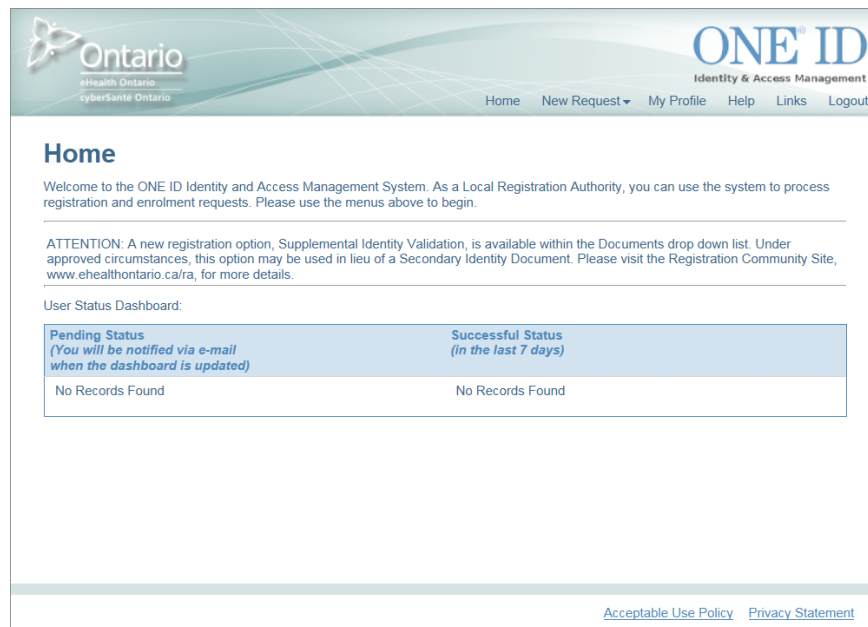 Ontario
eHealth Ontario
cyberSanté Ontario
ONE® ID
Identity & Access Management
Home New Request My Profile Help Links Logout
Home
Welcome to the ONE ID Identity and Access Management System. As a Local Registration Authority, you can use the system to process
registration and enrolment requests. Please use the menus above to begin.
ATTENTION: A new registration option, Supplemental Identity Validation, is available within the Documents drop down list. Under
approved circumstances, this option may be used in lieu of a Secondary Identity Document. Please visit the Registration Community Site,
www.ehealthontario.ca/ra, for more details.
User Status Dashboard:
Pending Status
(You will be notified via e-mail
when the dashboard is updated)
Successful Status
(in the last 7 days)
No Records Found
No Records Found
Acceptable Use Policy Privacy Statement